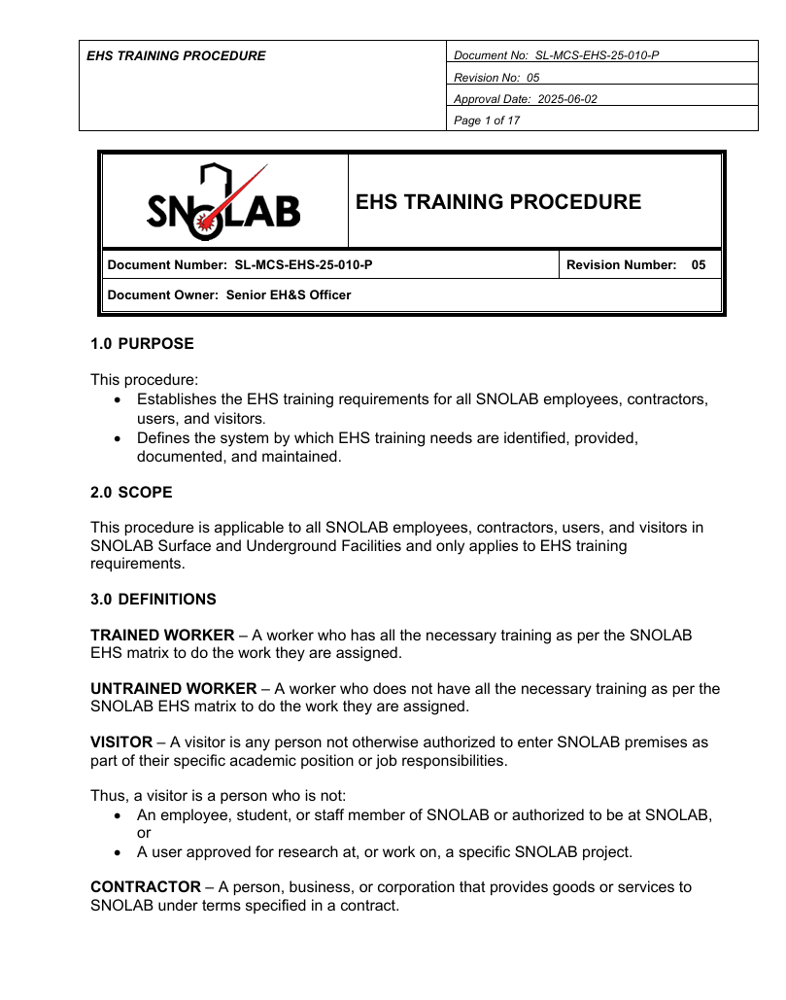 EHS TRAINING PROCEDURE
Document No: SL-MCS-EHS-25-010-P
Revision No: 05
Approval Date: 2025-06-02
Page 1 of 17
SNOLAB
EHS TRAINING PROCEDURE
Document Number: SL-MCS-EHS-25-010-P
Revision Number: 05
Document Owner: Senior EH&S Officer
1.0 PURPOSE
This procedure:
• Establishes the EHS training requirements for all SNOLAB employees, contractors,
users, and visitors.
• Defines the system by which EHS training needs are identified, provided,
documented, and maintained.
2.0 SCOPE
This procedure is applicable to all SNOLAB employees, contractors, users, and visitors in
SNOLAB Surface and Underground Facilities and only applies to EHS training
requirements.
3.0 DEFINITIONS
TRAINED WORKER – A worker who has all the necessary training as per the SNOLAB
EHS matrix to do the work they are assigned.
UNTRAINED WORKER – A worker who does not have all the necessary training as per the
SNOLAB EHS matrix to do the work they are assigned.
VISITOR – A visitor is any person not otherwise authorized to enter SNOLAB premises as
part of their specific academic position or job responsibilities.
Thus, a visitor is a person who is not:
• An employee, student, or staff member of SNOLAB or authorized to be at SNOLAB,
or
• A user approved for research at, or work on, a specific SNOLAB project.
CONTRACTOR – A person, business, or corporation that provides goods or services to
SNOLAB under terms specified in a contract.